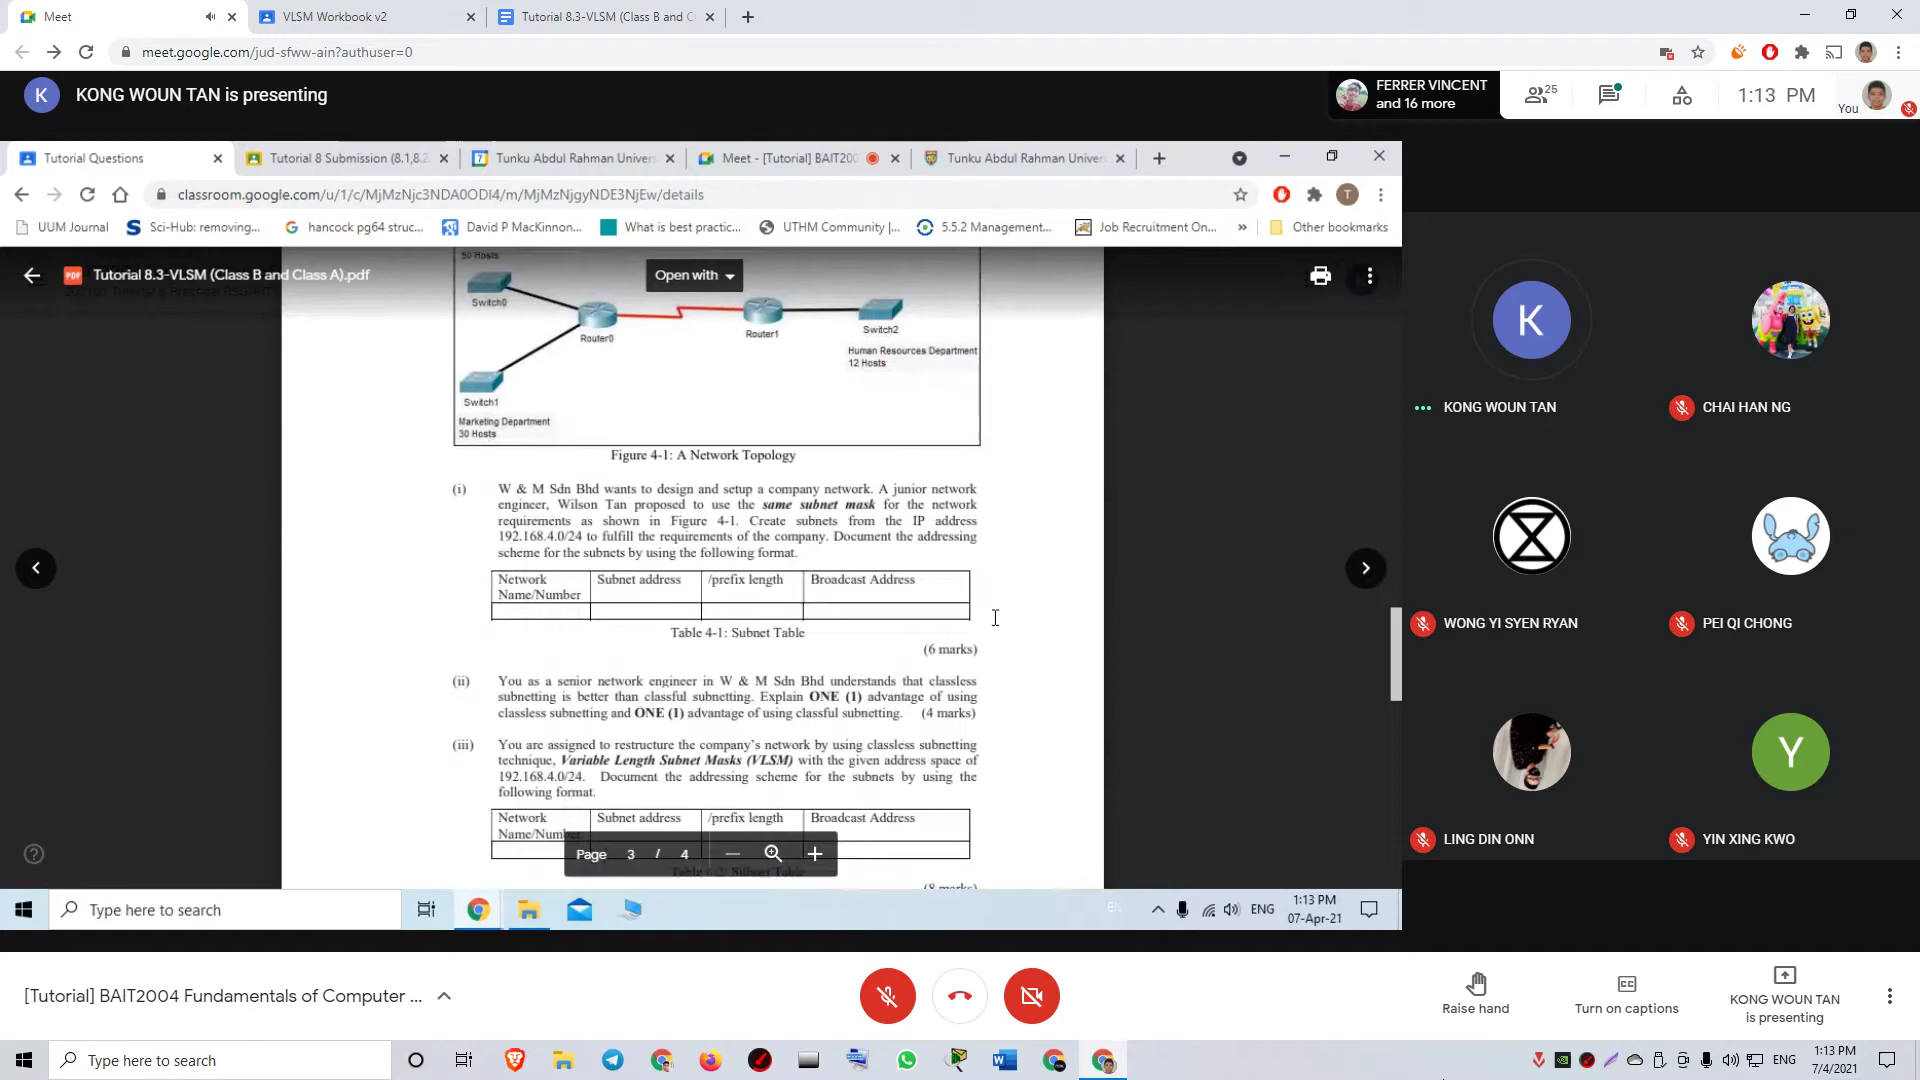 Meet
VLSM Workbook v2
Tutorial 8.3-VLSM (Class B and C
meet.google.com/jud-sfww-ain?authuser=0
K
KONG WOUN TAN is presenting
FERRER VINCENT
and 16 more
25
1:13 PM
You
Tutorial Questions
Tutorial 8 Submission (8.1,8.2
Tunku Abdul Rahman Univers
Meet - [Tutorial] BAIT200
Tunku Abdul Rahman Univer
classroom.google.com/u/1/c/MjMzNjc3NDA0ODI4/m/MjMzNjgyNDE3NjEw/details
T
UUM Journal
Sci-Hub: removing...
hancock pg64 struc...
David P MacKinnon...
What is best practic...
UTHM Community |...
5.5.2 Management...
Job Recruitment On...
Other bookmarks
PDF
Tutorial 8.3-VLSM (Class B and Class A).pdf
Open with
50 Hosts
Switch0
Router0
Router1
Switch2
Human Resources Department
12 Hosts
Switch1
Marketing Department
30 Hosts
Figure 4-1: A Network Topology
(i) W & M Sdn Bhd wants to design and setup a company network. A junior network
engineer, Wilson Tan proposed to use the same subnet mask for the network
requirements as shown in Figure 4-1. Create subnets from the IP address
192.168.4.0/24 to fulfill the requirements of the company. Document the addressing
scheme for the subnets by using the following format.
Network Name/Number
Subnet address
/prefix length
Broadcast Address
Table 4-1: Subnet Table
(6 marks)
(ii) You as a senior network engineer in W & M Sdn Bhd understands that classless
subnetting is better than classful subnetting. Explain ONE (1) advantage of using
classless subnetting and ONE (1) advantage of using classful subnetting. (4 marks)
(iii) You are assigned to restructure the company's network by using classless subnetting
technique, Variable Length Subnet Masks (VLSM) with the given address space of
192.168.4.0/24. Document the addressing scheme for the subnets by using the
following format.
Network Name/Number
Subnet address
/prefix length
Broadcast Address
Page 3 / 4
Table 4-2: Subnet Table
(8 marks)
K
KONG WOUN TAN
CHAI HAN NG
WONG YI SYEN RYAN
PEI QI CHONG
LING DIN ONN
Y
YIN XING KWO
Type here to search
EN
ENG
1:13 PM
07-Apr-21
[Tutorial] BAIT2004 Fundamentals of Computer ...
Raise hand
Turn on captions
KONG WOUN TAN
is presenting
Type here to search
ENG
1:13 PM
7/4/2021